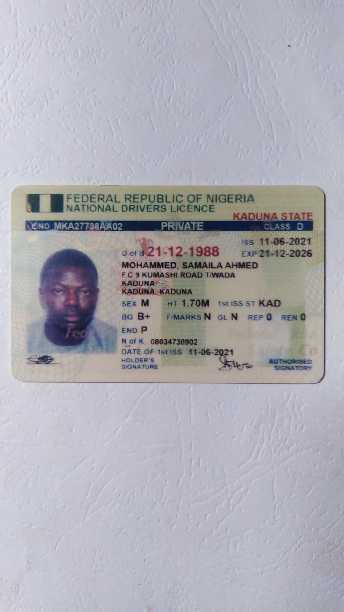 FEDERAL REPUBLIC OF NIGERIA
NATIONAL DRIVERS LICENCE
KADUNA STATE
MKA27798AA02 PRIVATE CLASS D
D of B 21-12-1988 ISS 11-06-2021
EXP 21-12-2026
MOHAMMED, SAMAILA AHMED
F.C 9 KUMASHI ROAD T/WADA
KADUNA
KADUNA, KADUNA
SEX M HT 1.70M 1st ISS ST KAD
BG B+ F/MARKS N GL N REP 0 REN 0
END P
N of K 08034730902
DATE OF 1st ISS 11-06-2021
HOLDER'S
SIGNATURE
AUTHORISED
SIGNATORY